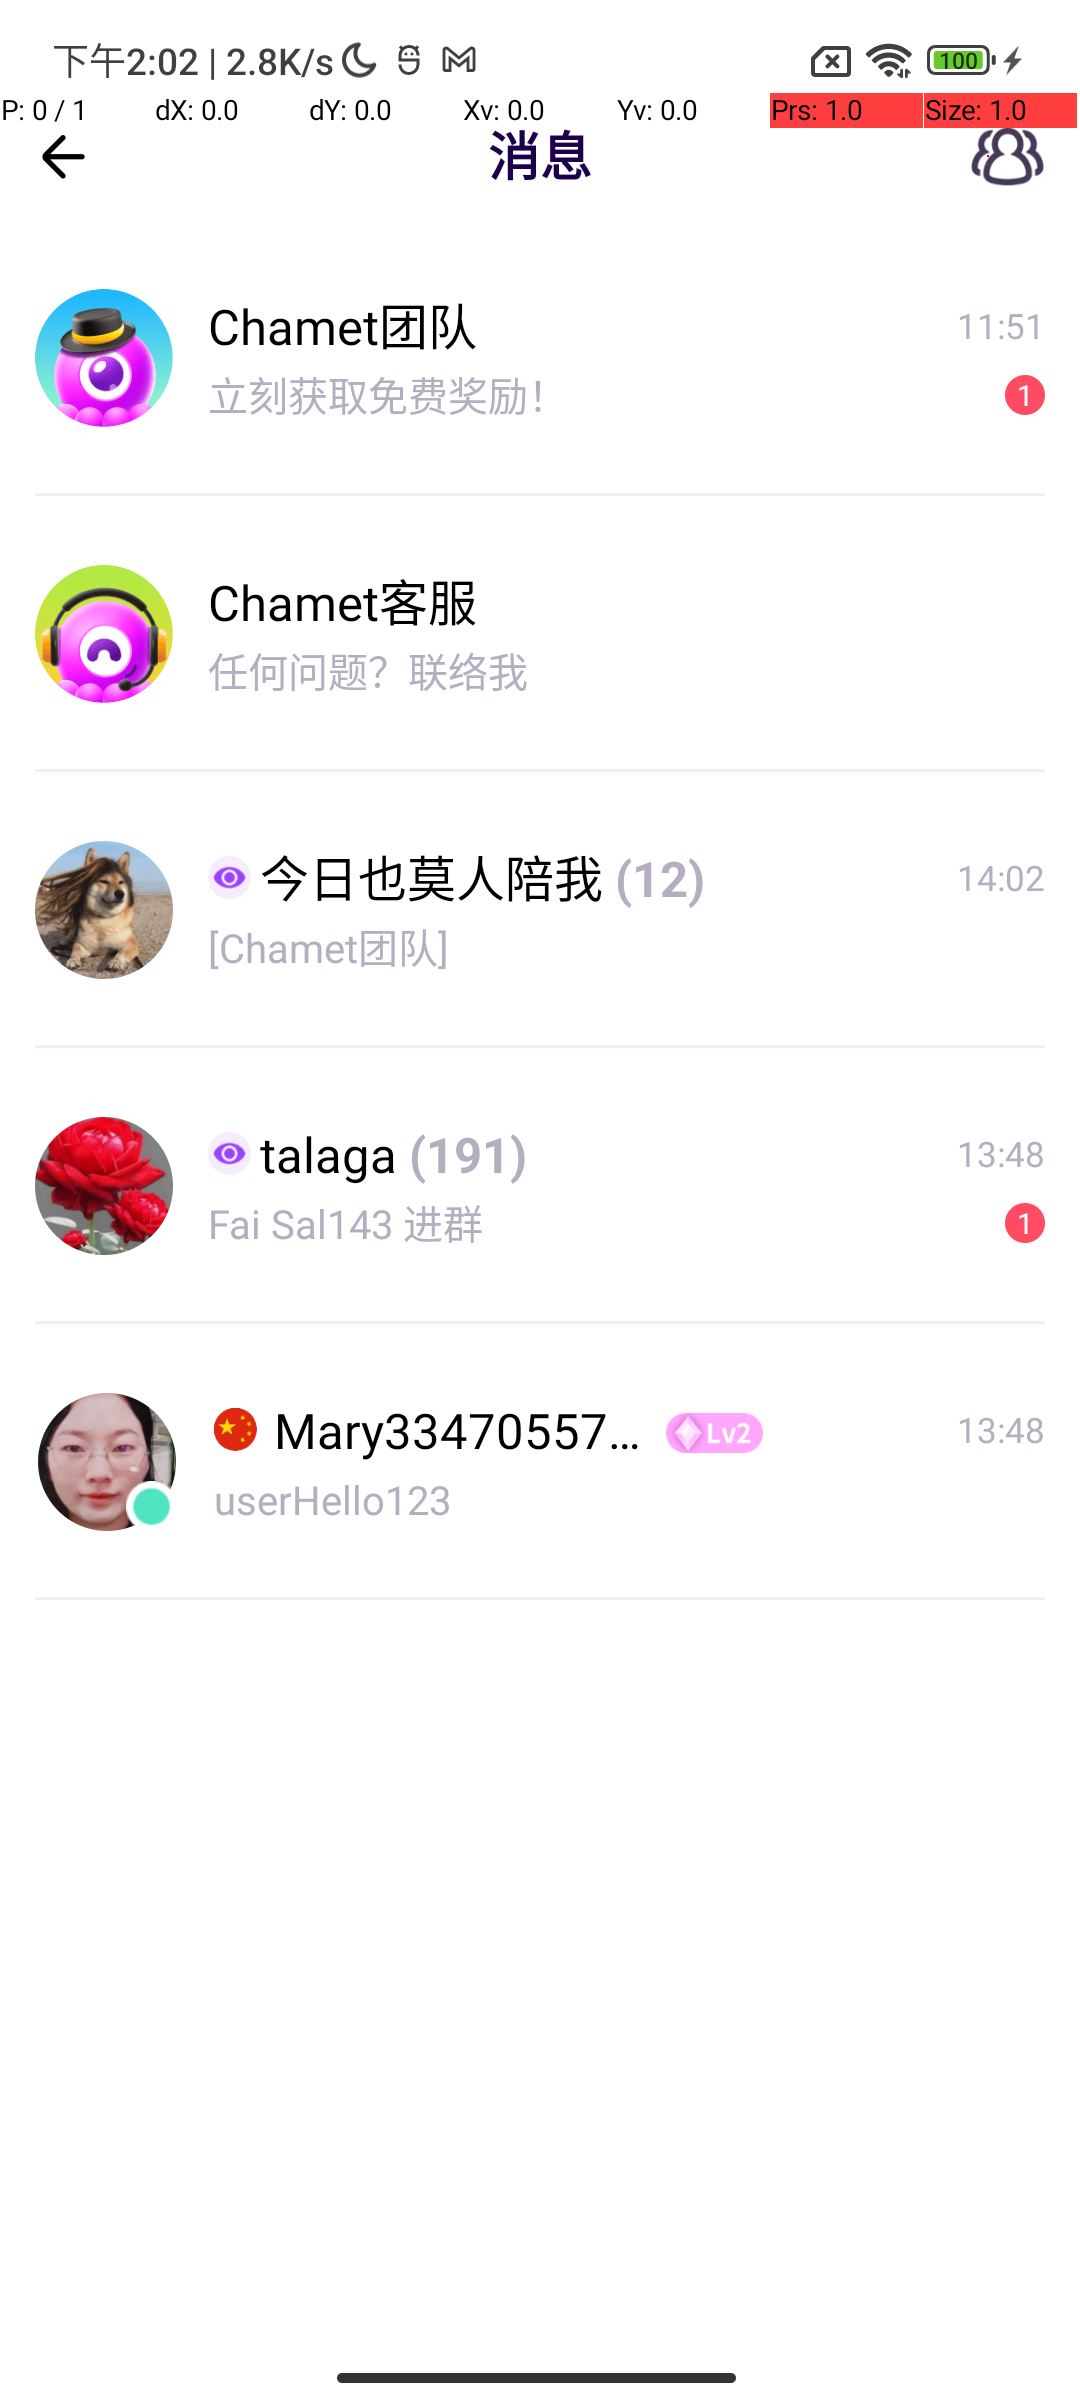 下午2:02 | 2.8K/s
100
P: 0 / 1 dX: 0.0 dY: 0.0 Xv: 0.0 Yv: 0.0 Prs: 1.0 Size: 1.0
消息
Chamet团队 11:51
立刻获取免费奖励! 1
Chamet客服
任何问题？联络我
今日也莫人陪我 (12) 14:02
[Chamet团队]
talaga (191) 13:48
Fai Sal143 进群 1
Mary33470557... Lv2 13:48
userHello123